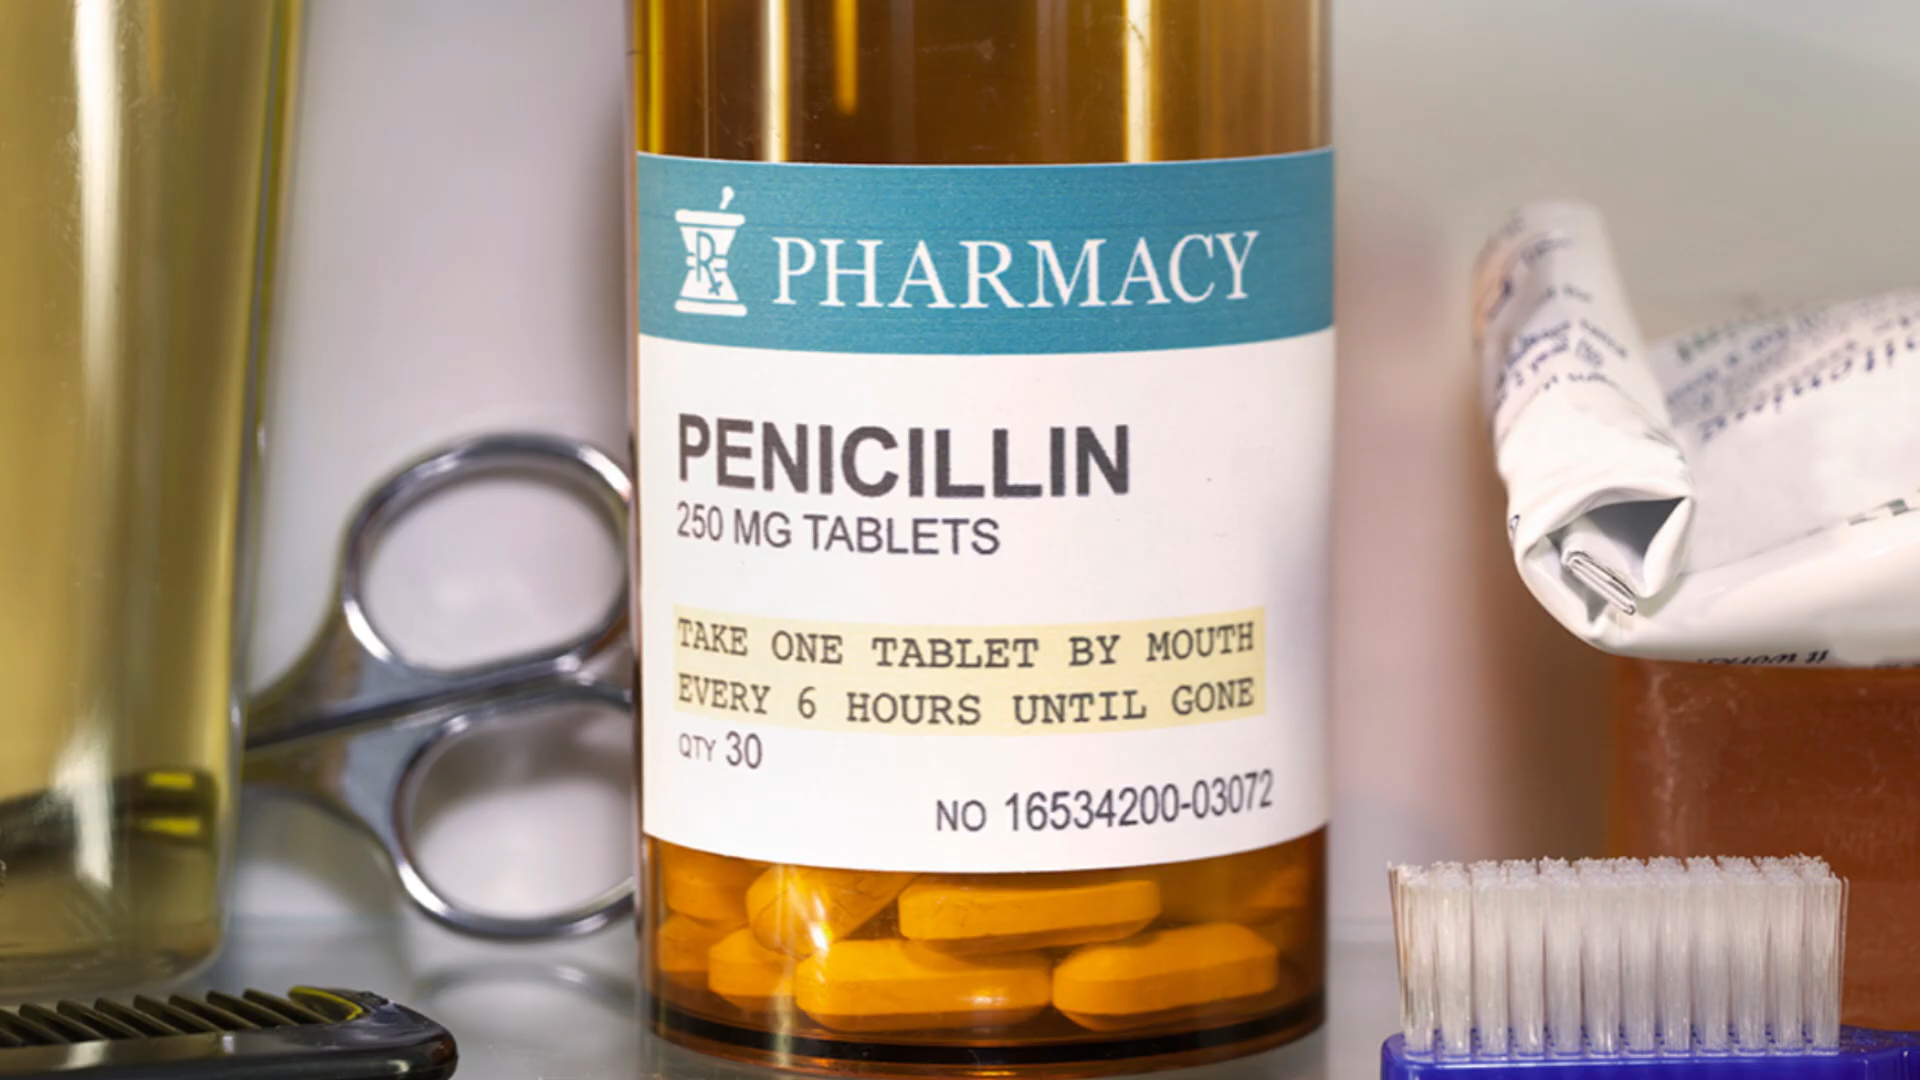 Rx PHARMACY
PENICILLIN
250 MG TABLETS
TAKE ONE TABLET BY MOUTH
EVERY 6 HOURS UNTIL GONE
QTY 30
NO 16534200-03072